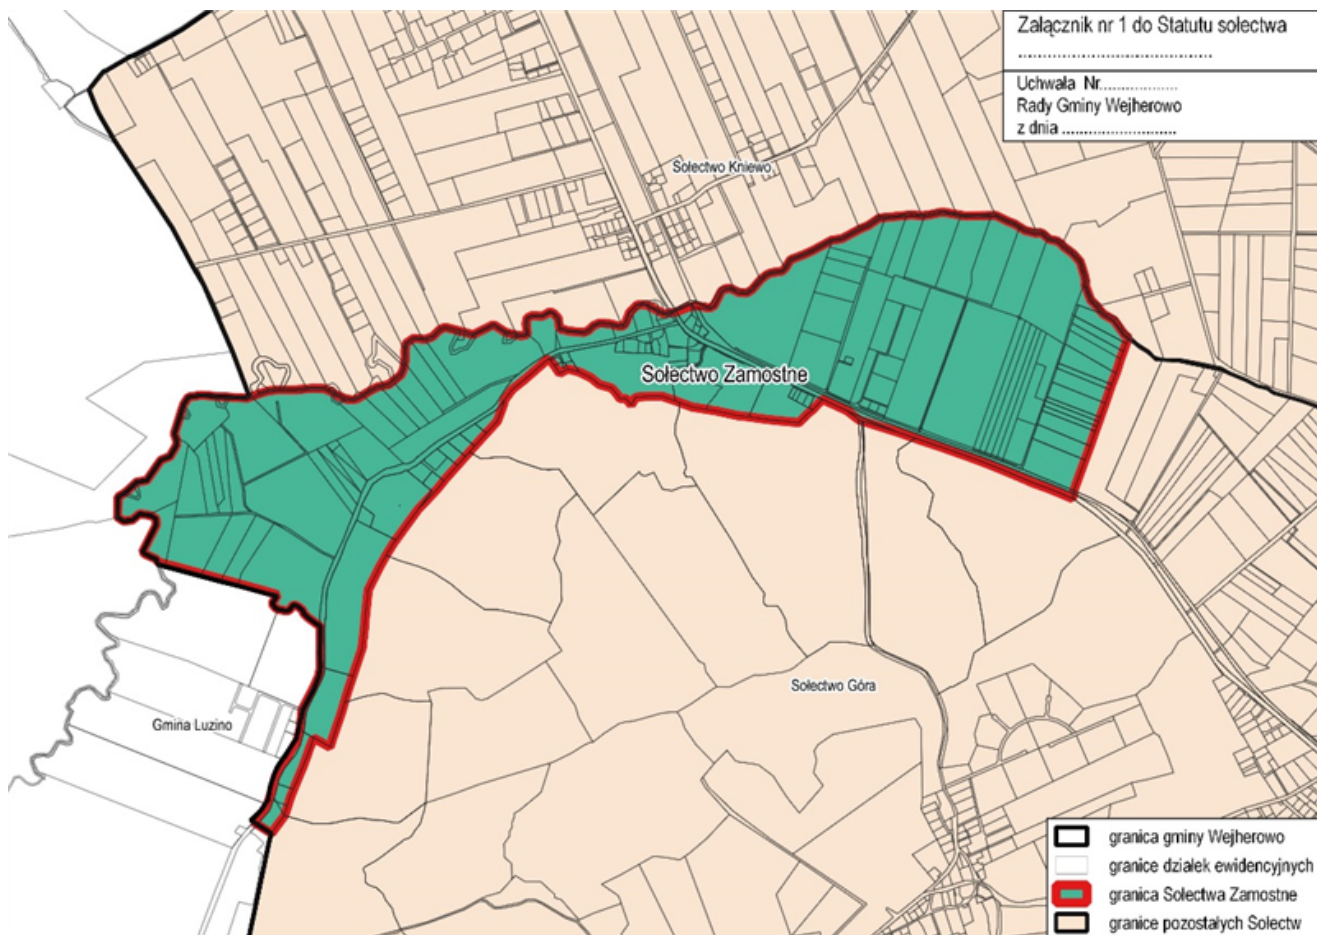 Załącznik nr 1 do Statutu sołectwa
..........................................
Uchwała Nr..................
Rady Gminy Wejherowo
z dnia ..........................
Sołectwo Kniewo
Sołectwo Zamostne
Sołectwo Góra
Gmina Luzino
granica gminy Wejherowo
granice działek ewidencyjnych
granica Sołectwa Zamostne
granice pozostałych Sołectw